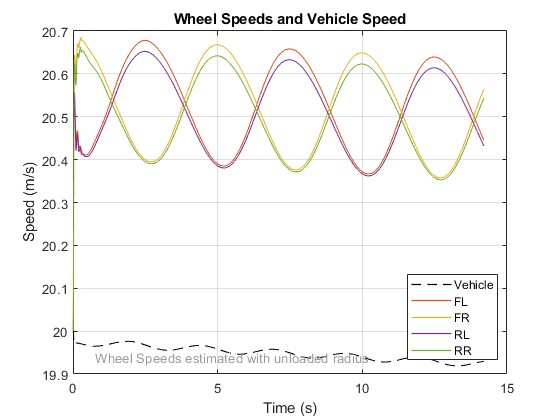 Wheel Speeds and Vehicle Speed
20.7
20.6
20.5
20.4
20.3
20.2
20.1
20
19.9
Speed (m/s)
Vehicle
FL
FR
RL
RR
Wheel Speeds estimated with unloaded radius
0
5
10
15
Time (s)